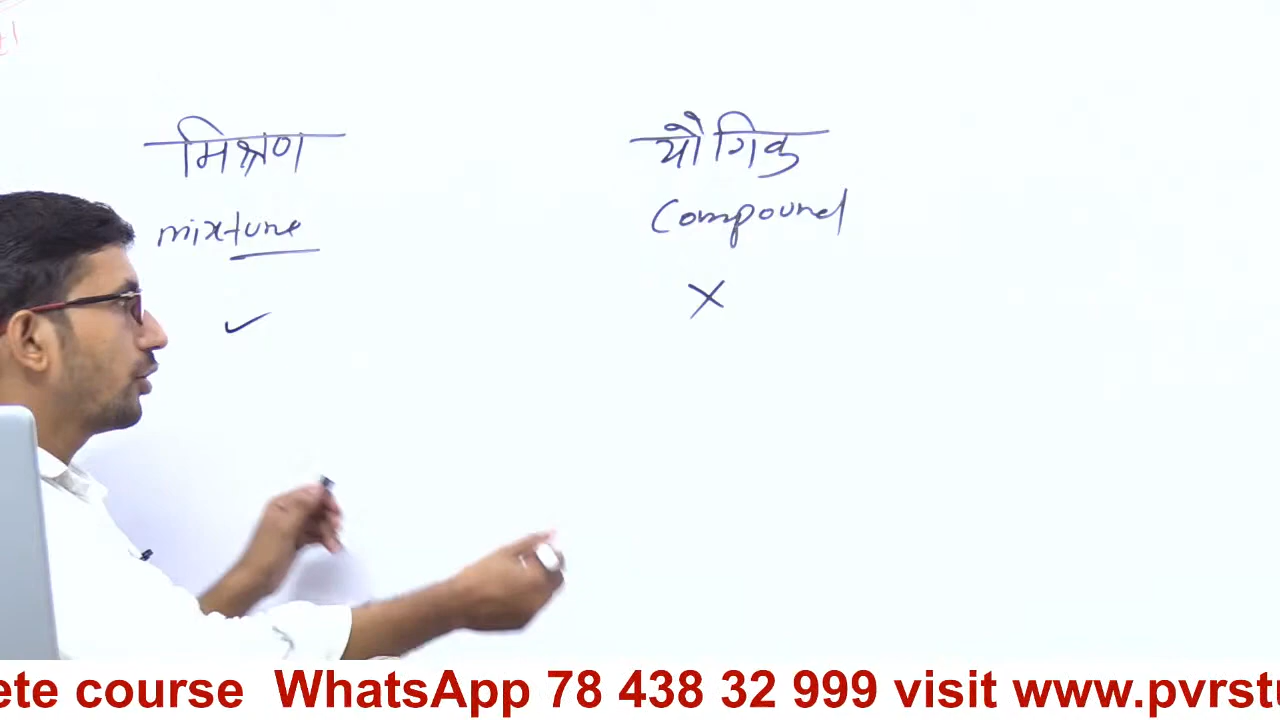 मिश्रण
यौगिक
mixture
Compound
ete course WhatsApp 78 438 32 999 visit www.pvrstu